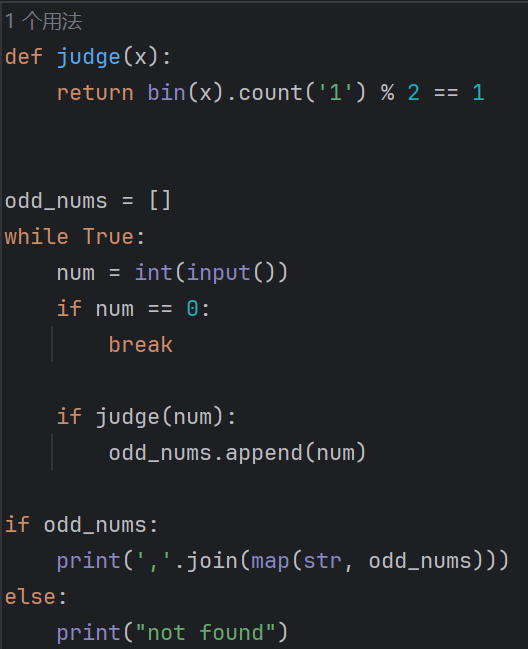 1 个用法
def judge(x):
    return bin(x).count('1') % 2 == 1
odd_nums = []
while True:
    num = int(input())
    if num == 0:
        break
    if judge(num):
        odd_nums.append(num)
if odd_nums:
    print(','.join(map(str, odd_nums)))
else:
    print("not found")